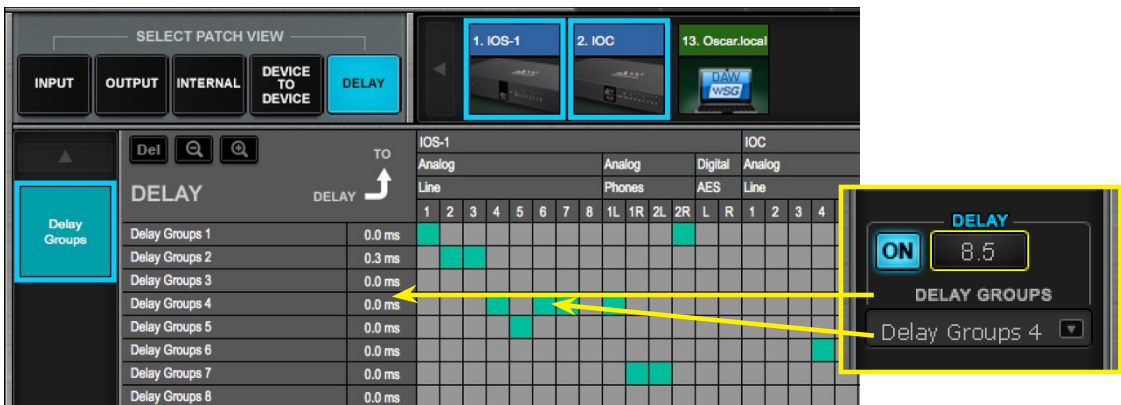 SELECT PATCH VIEW
INPUT
OUTPUT
INTERNAL
DEVICE
TO
DEVICE
DELAY
1. IOS-1
2. IOC
13. Oscar.local
DAW
WSG
Del
TO
DELAY
DELAY
Delay
Groups
IOS-1 IOC
Analog Analog Digital Analog
Line Phones AES Line
1 2 3 4 5 6 7 8 1L 1R 2L 2R L R 1 2 3 4
Delay Groups 1 0.0 ms
Delay Groups 2 0.3 ms
Delay Groups 3 0.0 ms
Delay Groups 4 0.0 ms
Delay Groups 5 0.0 ms
Delay Groups 6 0.0 ms
Delay Groups 7 0.0 ms
Delay Groups 8 0.0 ms
DELAY
ON 8.5
DELAY GROUPS
Delay Groups 4